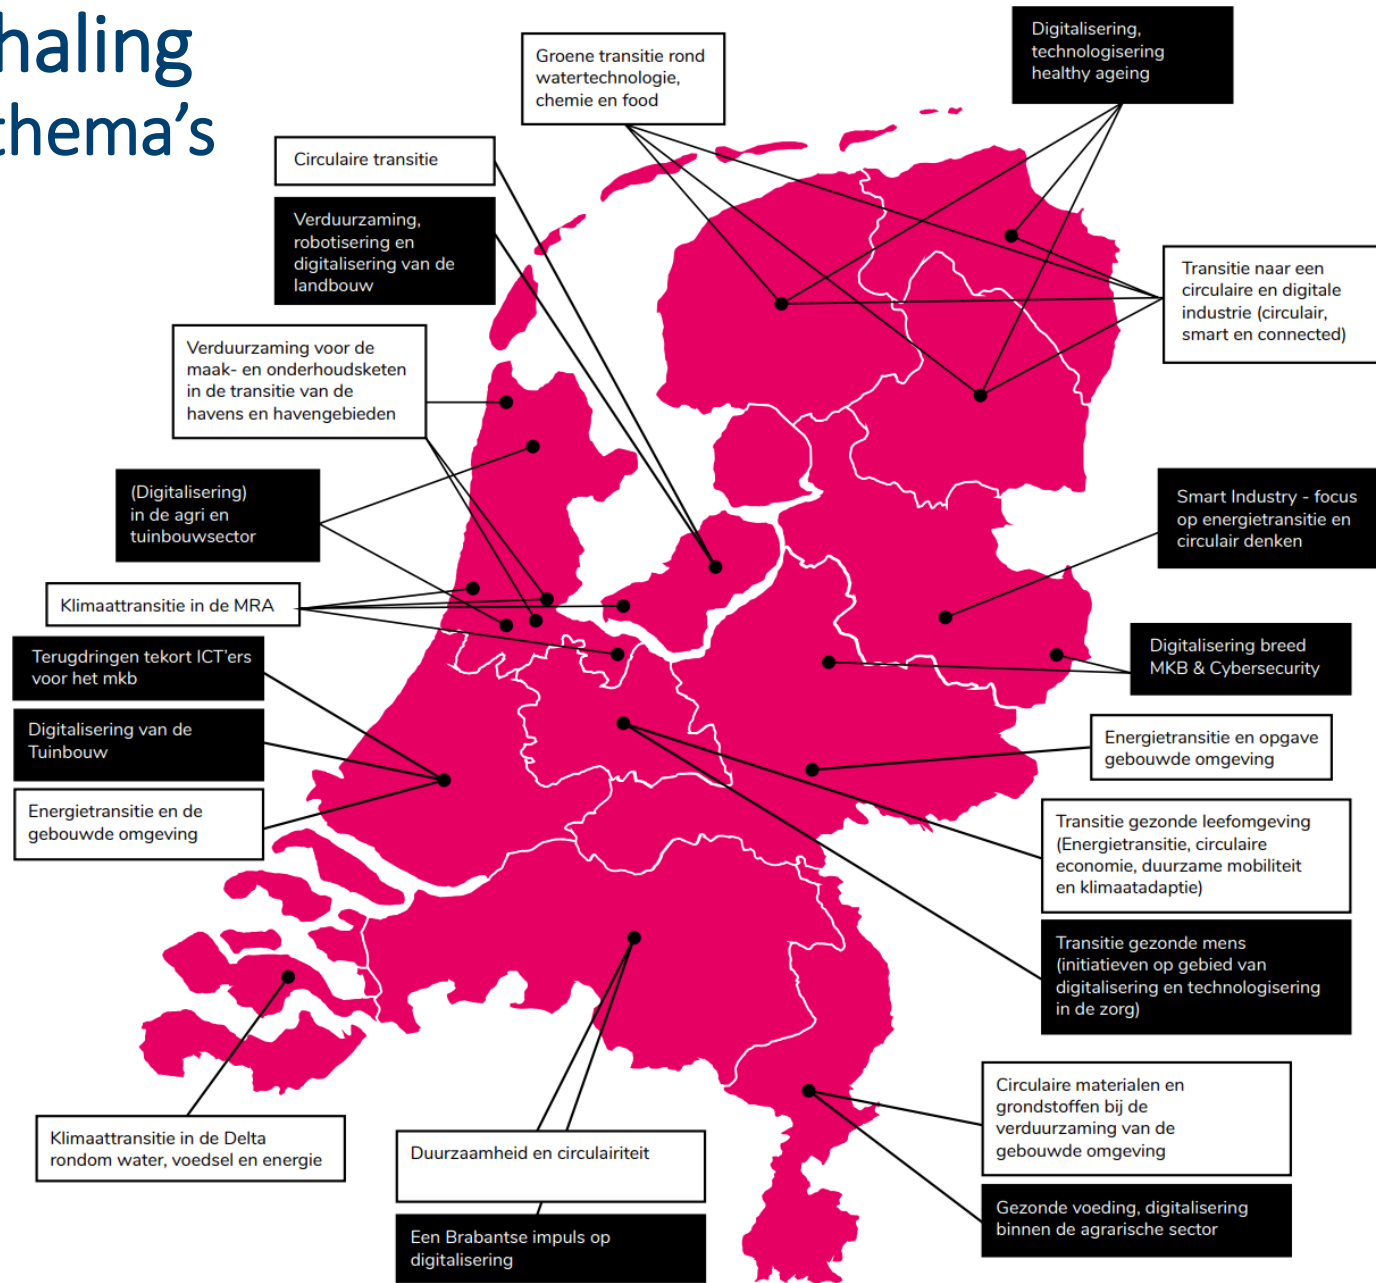 haling
thema's
Groene transitie rond
watertechnologie,
chemie en food
Digitalisering,
technologisering
healthy ageing
Circulaire transitie
Verduurzaming,
robotisering en
digitalisering van de
landbouw
Transitie naar een
circulaire en digitale
industrie (circulair,
smart en connected)
Verduurzaming voor de
maak- en onderhoudsketen
in de transitie van de
havens en havengebieden
(Digitalisering)
in de agri en
tuinbouwsector
Smart Industry - focus
op energietransitie en
circulair denken
Klimaattransitie in de MRA
Terugdringen tekort ICT'ers
voor het mkb
Digitalisering breed
MKB & Cybersecurity
Digitalisering van de
Tuinbouw
Energietransitie en opgave
gebouwde omgeving
Energietransitie en de
gebouwde omgeving
Transitie gezonde leefomgeving
(Energietransitie, circulaire
economie, duurzame mobiliteit
en klimaatadaptie)
Transitie gezonde mens
(initiatieven op gebied van
digitalisering en technologisering
in de zorg)
Klimaattransitie in de Delta
rondom water, voedsel en energie
Duurzaamheid en circulairiteit
Een Brabantse impuls op
digitalisering
Circulaire materialen en
grondstoffen bij de
verduurzaming van de
gebouwde omgeving
Gezonde voeding, digitalisering
binnen de agrarische sector